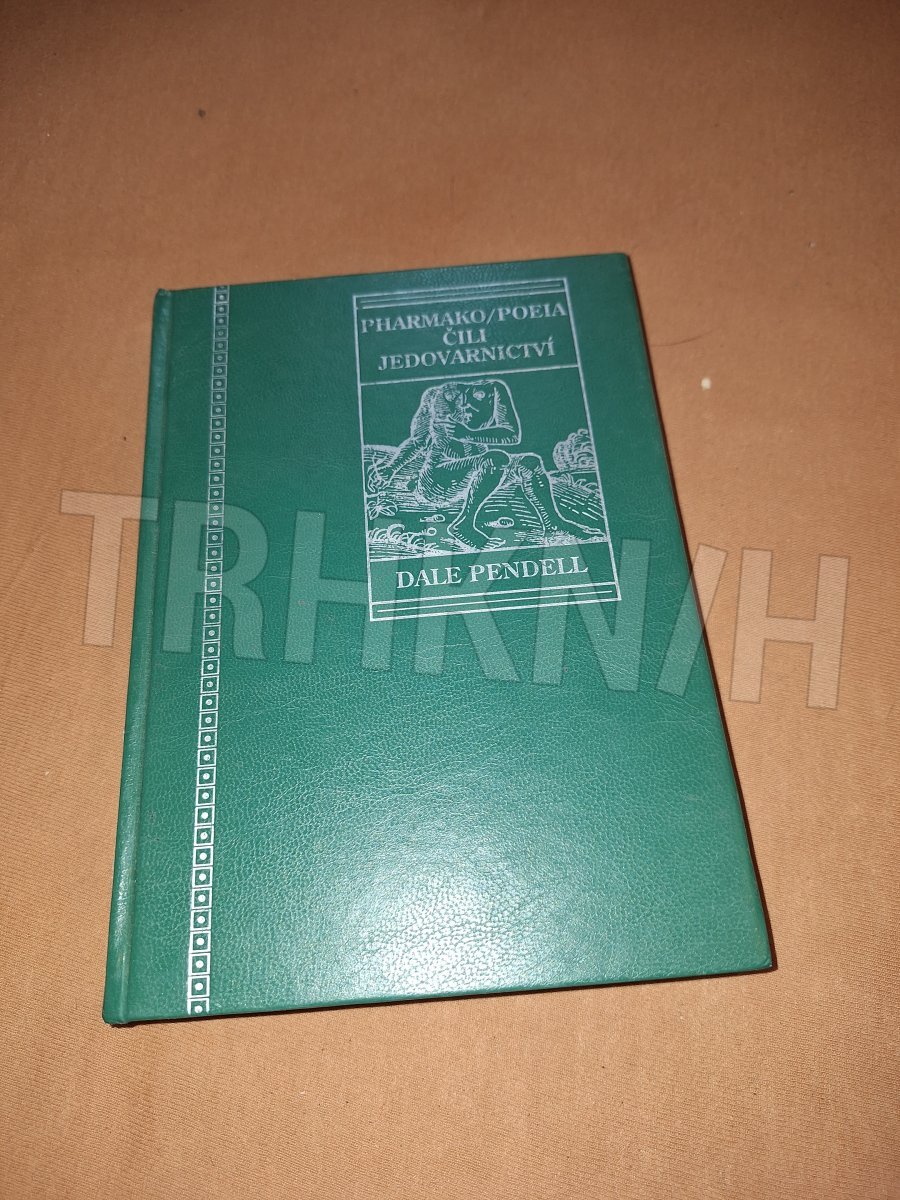 PHARMAKO/POEIA
ČILI
JEDOVARNICTVÍ
DALE PENDELL
TRHKNIH